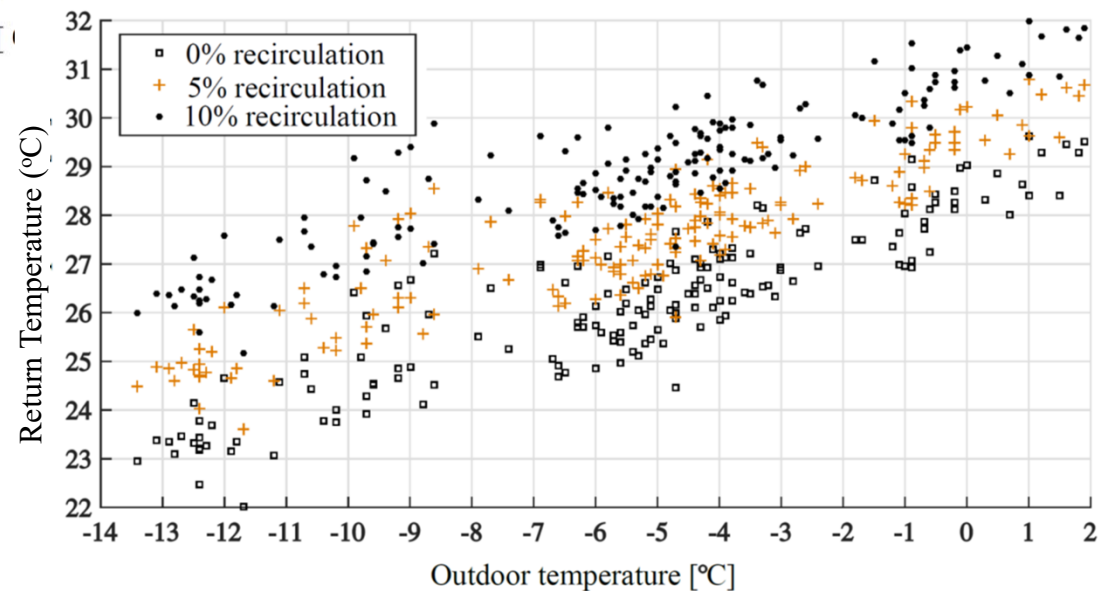 0% recirculation
5% recirculation
10% recirculation
Return Temperature (ºC)
32
31
30
29
28
27
26
25
24
23
22
-14 -13 -12 -11 -10 -9 -8 -7 -6 -5 -4 -3 -2 -1 0 1 2
Outdoor temperature [ºC]